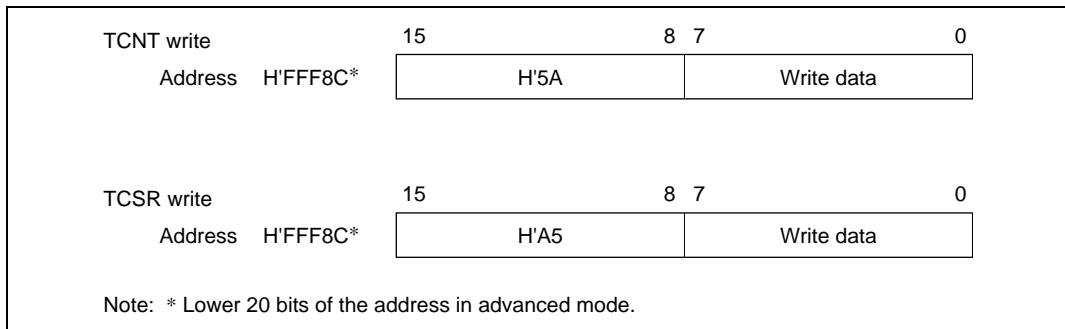 TCNT write 15 8 7 0
Address H'FFF8C* H'5A Write data
TCSR write 15 8 7 0
Address H'FFF8C* H'A5 Write data
Note: * Lower 20 bits of the address in advanced mode.